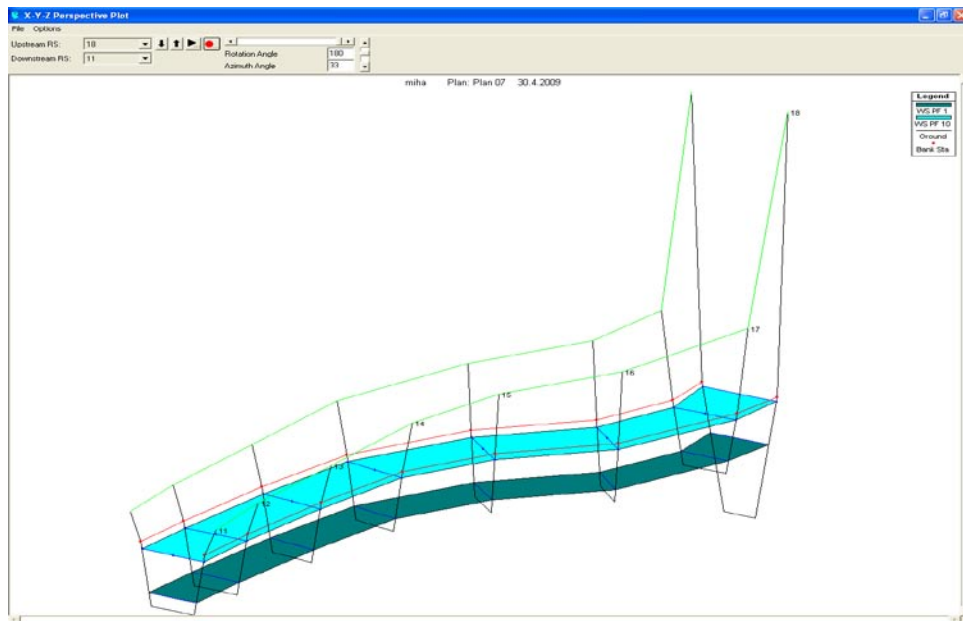 X-Y-Z Perspective Plot
File Options
Upstream RS: 18
Downstream RS: 11
Rotation Angle 180
Azimuth Angle 33
miha Plan: Plan 07 30.4.2009
Legend
WS PF 1
WS PF 10
Ground
Bank Sta
18
17
16
15
14
13
12
11